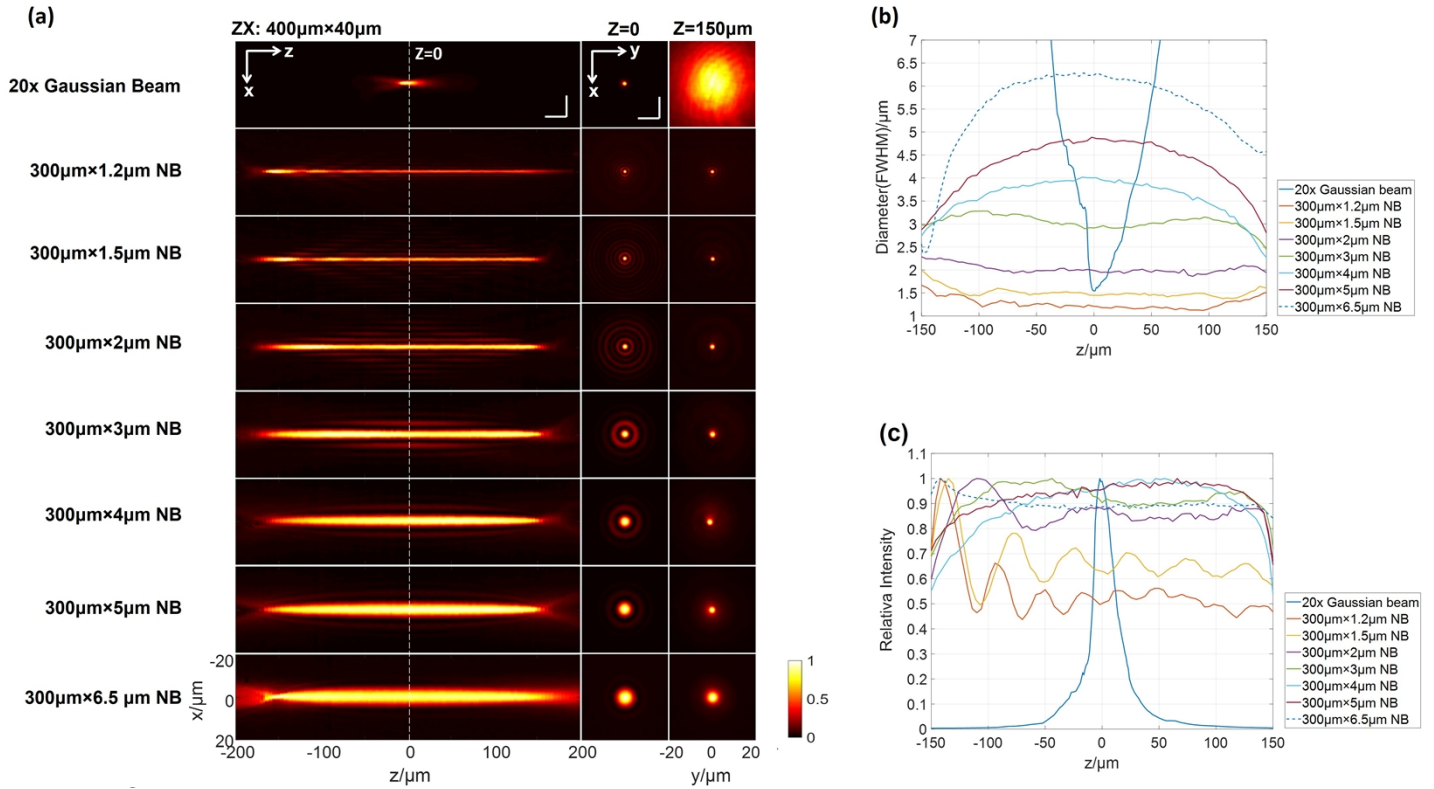 (a)
ZX: 400µm×40µm
Z=0
Z=150µm
z
x
Z=0
y
x
20x Gaussian Beam
300µm×1.2µm NB
300µm×1.5µm NB
300µm×2µm NB
300µm×3µm NB
300µm×4µm NB
300µm×5µm NB
300µm×6.5 µm NB
-20
0
20
x/µm
-200
-100
0
100
200
z/µm
20
0
20
y/µm
1
0.5
0
(b)
7
6.5
6
5.5
5
4.5
4
3.5
3
2.5
2
1.5
1
Diameter(FWHM)/µm
-150
-100
-50
0
50
100
150
z/µm
20x Gaussian beam
300µm×1.2µm NB
300µm×1.5µm NB
300µm×2µm NB
300µm×3µm NB
300µm×4µm NB
300µm×5µm NB
300µm×6.5µm NB
(c)
1.1
1
0.9
0.8
0.7
0.6
0.5
0.4
0.3
0.2
0.1
0
Relativa Intensity
-150
-100
-50
0
50
100
150
z/µm
20x Gaussian beam
300µm×1.2µm NB
300µm×1.5µm NB
300µm×2µm NB
300µm×3µm NB
300µm×4µm NB
300µm×5µm NB
300µm×6.5µm NB